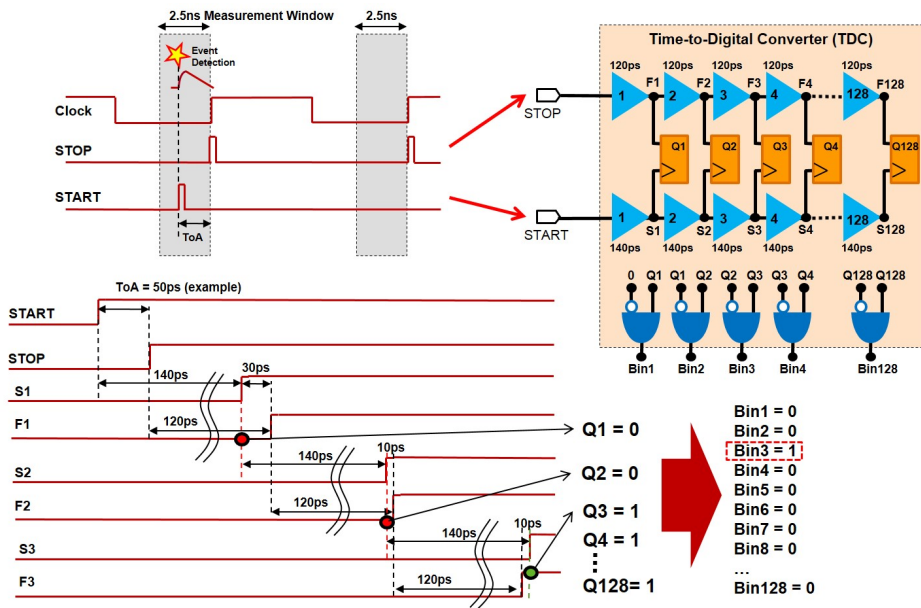 2.5ns Measurement Window
2.5ns
Event
Detection
Clock
STOP
START
ToA
Time-to-Digital Converter (TDC)
120ps 120ps 120ps 120ps 120ps
F1 F2 F3 F4 F128
1 2 3 4 128
STOP
Q1 Q2 Q3 Q4 Q128
START
1 2 3 4 128
S1 S2 S3 S4 S128
140ps 140ps 140ps 140ps 140ps
0 Q1 Q1 Q2 Q2 Q3 Q3 Q4 Q128 Q128
Bin1 Bin2 Bin3 Bin4 Bin128
ToA = 50ps (example)
START
STOP
140ps
30ps
S1
120ps
F1
140ps
10ps
S2
120ps
F2
140ps
10ps
S3
120ps
F3
Q1 = 0
Q2 = 0
Q3 = 1
Q4 = 1
Q128= 1
Bin1 = 0
Bin2 = 0
Bin3 = 1
Bin4 = 0
Bin5 = 0
Bin6 = 0
Bin7 = 0
Bin8 = 0
...
Bin128 = 0